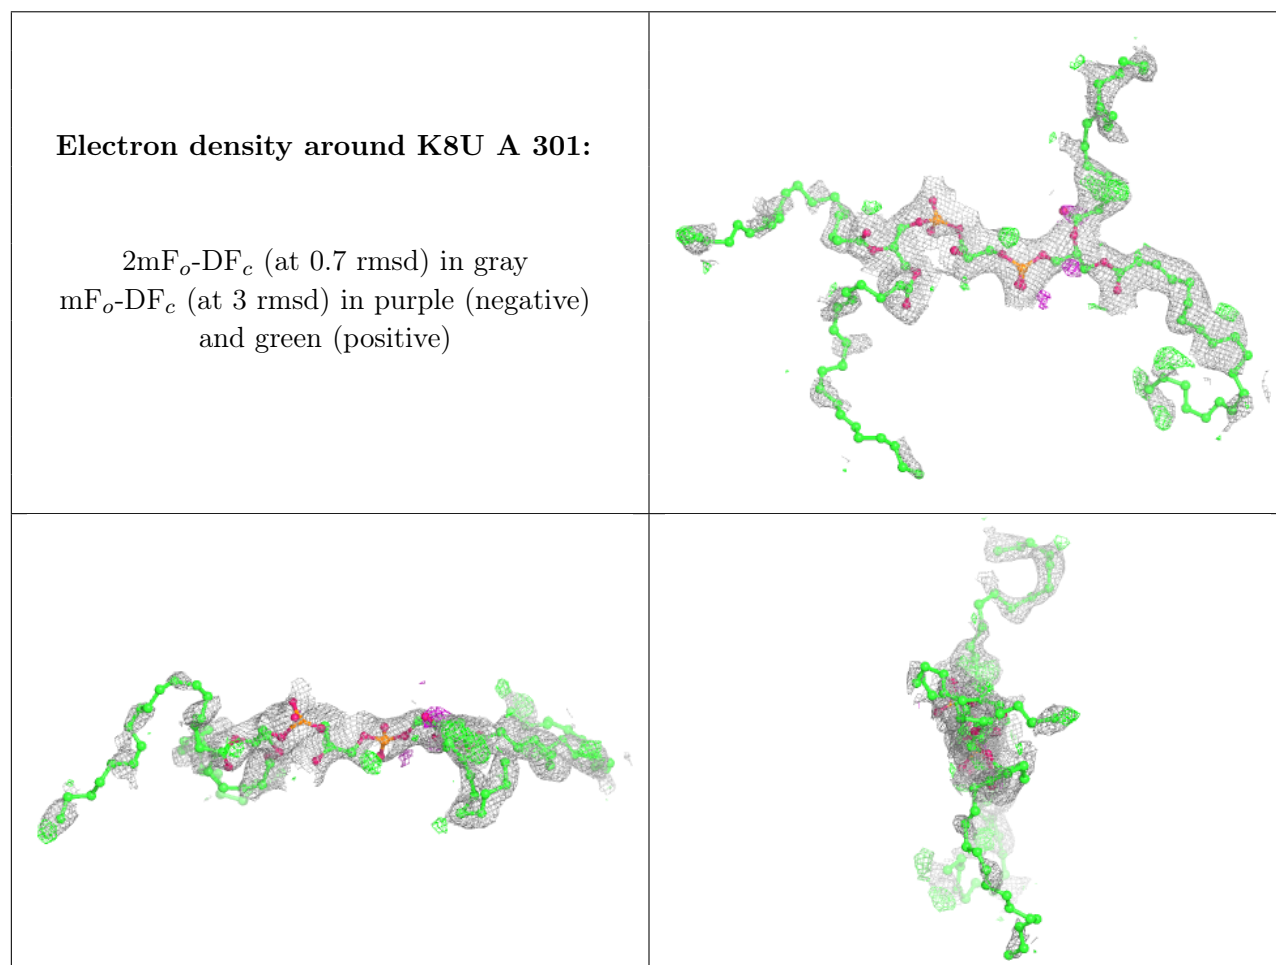 Electron density around K8U A 301:
2mFₒ-DF𝒸 (at 0.7 rmsd) in gray
mFₒ-DF𝒸 (at 3 rmsd) in purple (negative)
and green (positive)